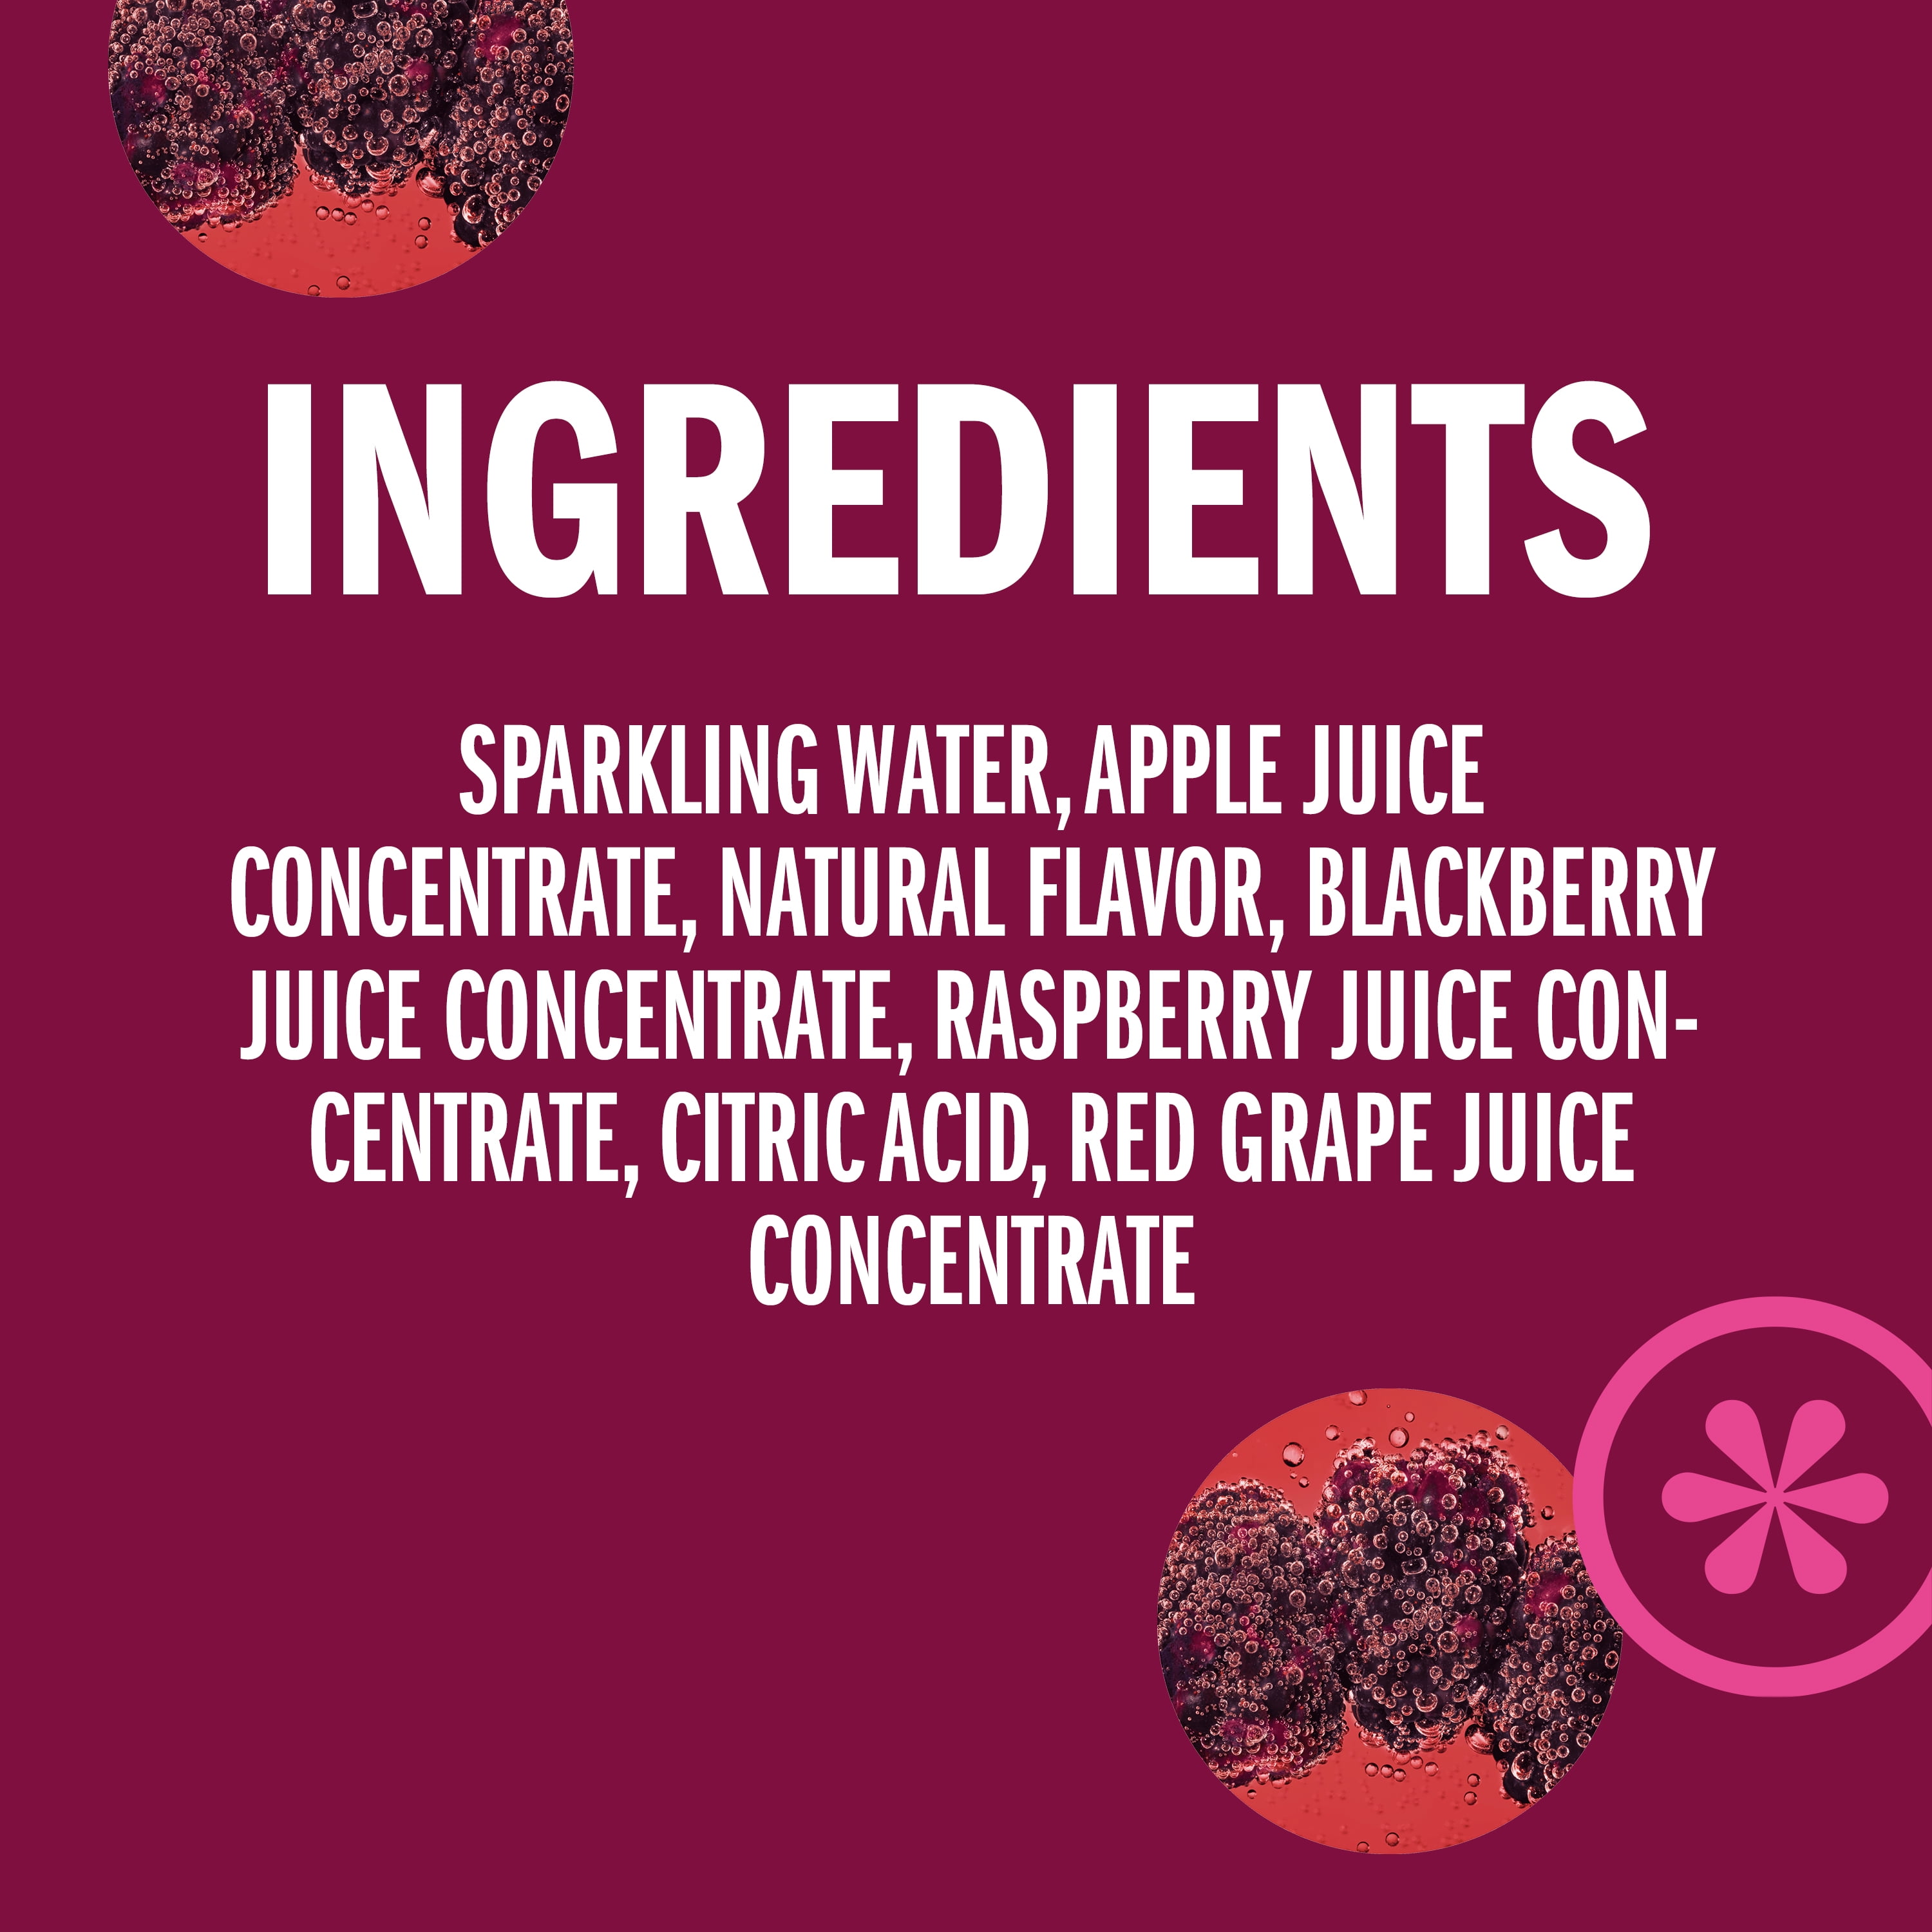 INGREDIENTS
SPARKLING WATER, APPLE JUICE
CONCENTRATE, NATURAL FLAVOR, BLACKBERRY
JUICE CONCENTRATE, RASPBERRY JUICE CON-
CENTRATE, CITRIC ACID, RED GRAPE JUICE
CONCENTRATE